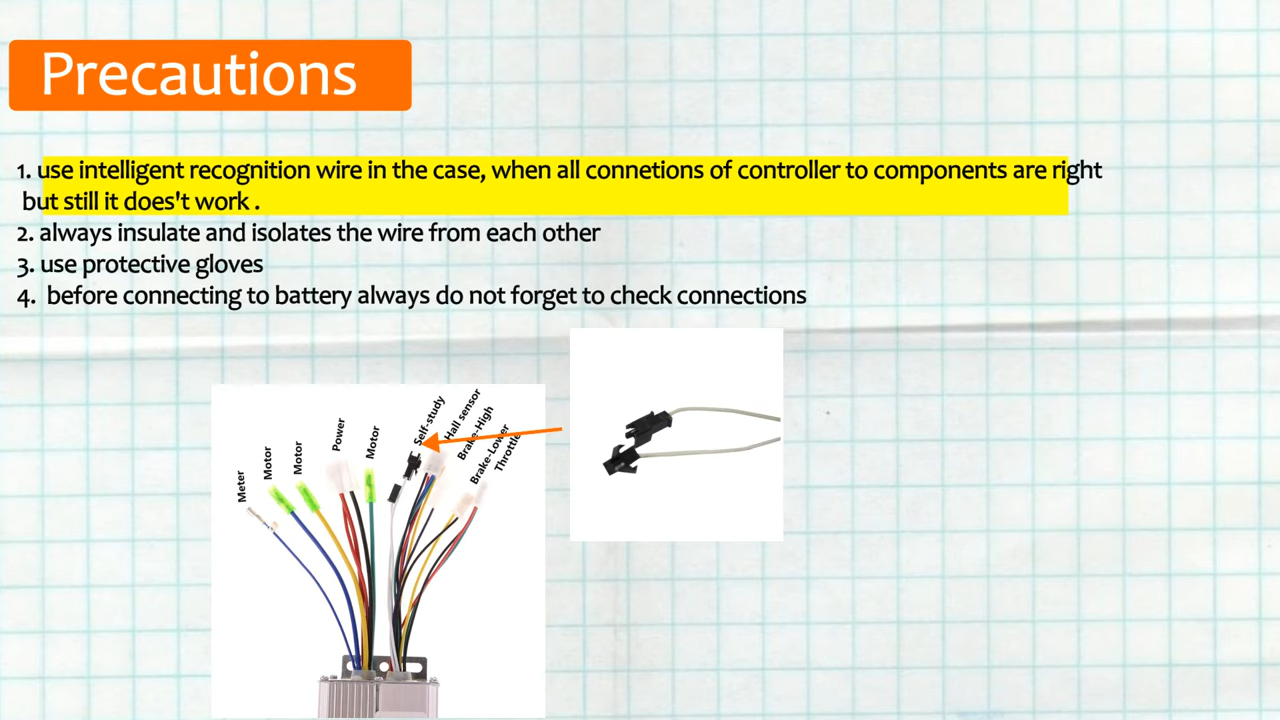 Precautions
1. use intelligent recognition wire in the case, when all connetions of controller to components are right
but still it does't work .
2. always insulate and isolates the wire from each other
3. use protective gloves
4. before connecting to battery always do not forget to check connections
Meter
Motor
Motor
Power
Motor
Self-study
Hall sensor
Brake-High
Brake-Lower
Throttle